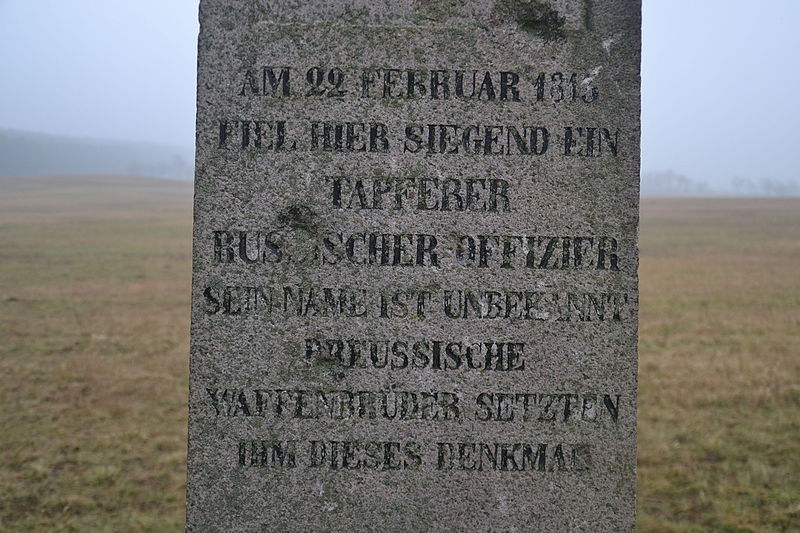 AM 22 FEBRUAR 1813
FIEL HIER SIEGEND EIN
TAPFERER
RUSSISCHER OFFIZIER
SEIN NAME IST UNBEKANNT
PREUSSISCHE
WAFFENBRÜDER SETZTEN
IHM DIESES DENKMAL